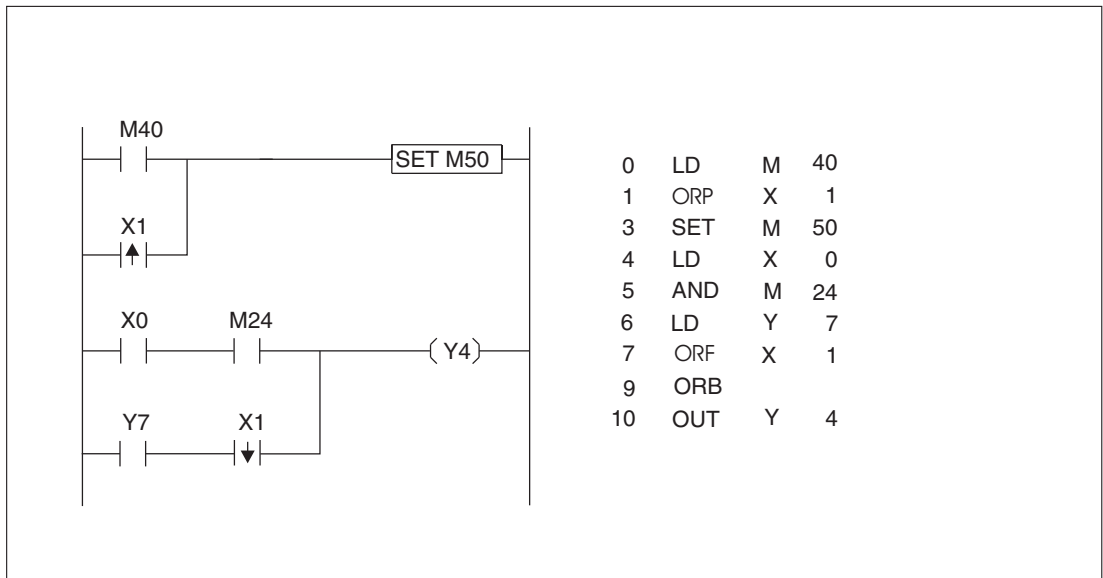 M40
SET M50
X1
X0 M24
( Y4 )
Y7 X1
0 LD M 40
1 ORP X 1
3 SET M 50
4 LD X 0
5 AND M 24
6 LD Y 7
7 ORF X 1
9 ORB
10 OUT Y 4